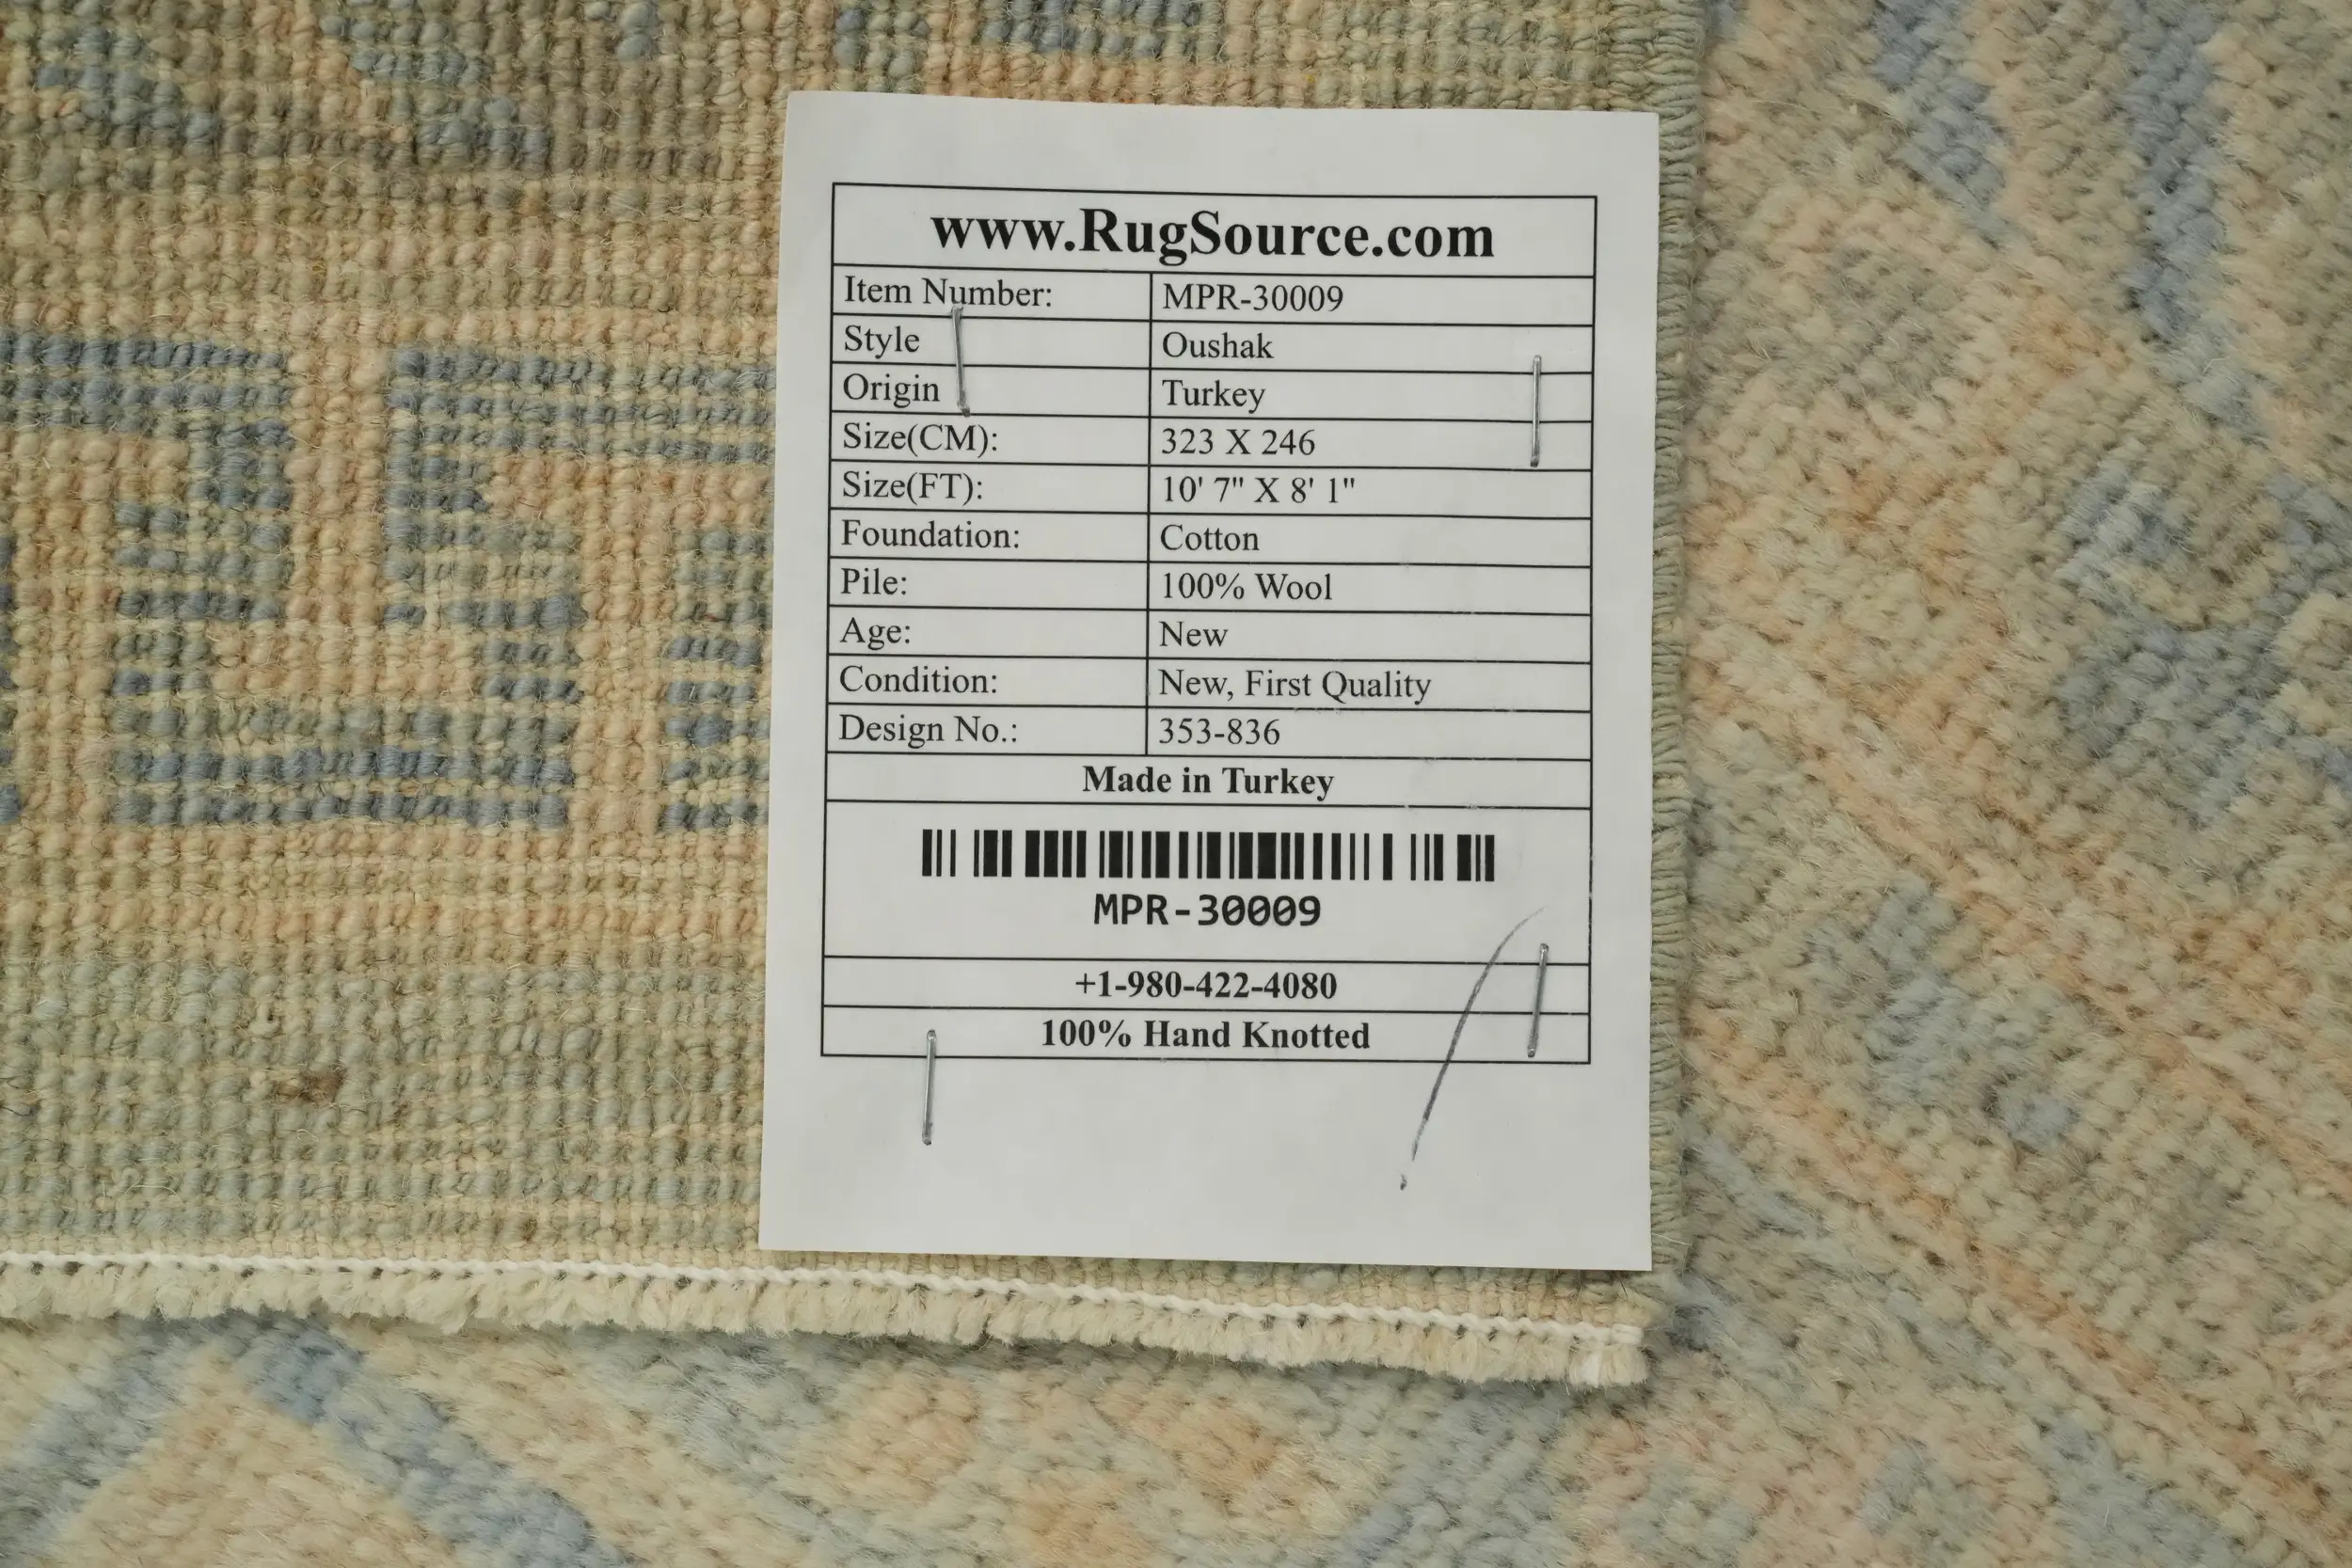 www.RugSource.com
Item Number: MPR-30009
Style Oushak
Origin Turkey
Size(CM): 323 X 246
Size(FT): 10' 7" X 8' 1"
Foundation: Cotton
Pile: 100% Wool
Age: New
Condition: New, First Quality
Design No.: 353-836
Made in Turkey
MPR-30009
+1-980-422-4080
100% Hand Knotted